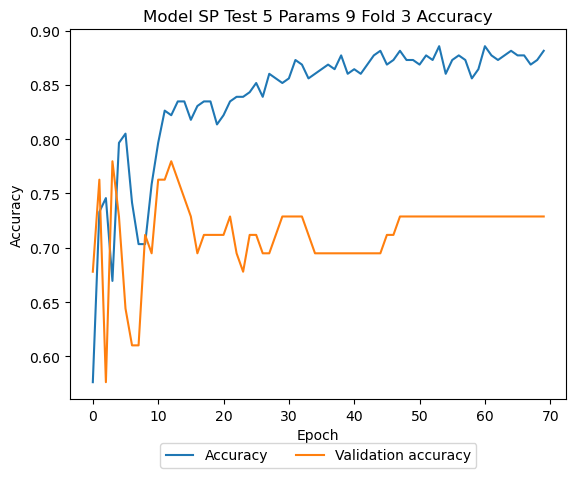 Model SP Test 5 Params 9 Fold 3 Accuracy
0.90
0.85
0.80
0.75
0.70
0.65
0.60
Accuracy
0 10 20 30 40 50 60 70
Epoch
Accuracy Validation accuracy